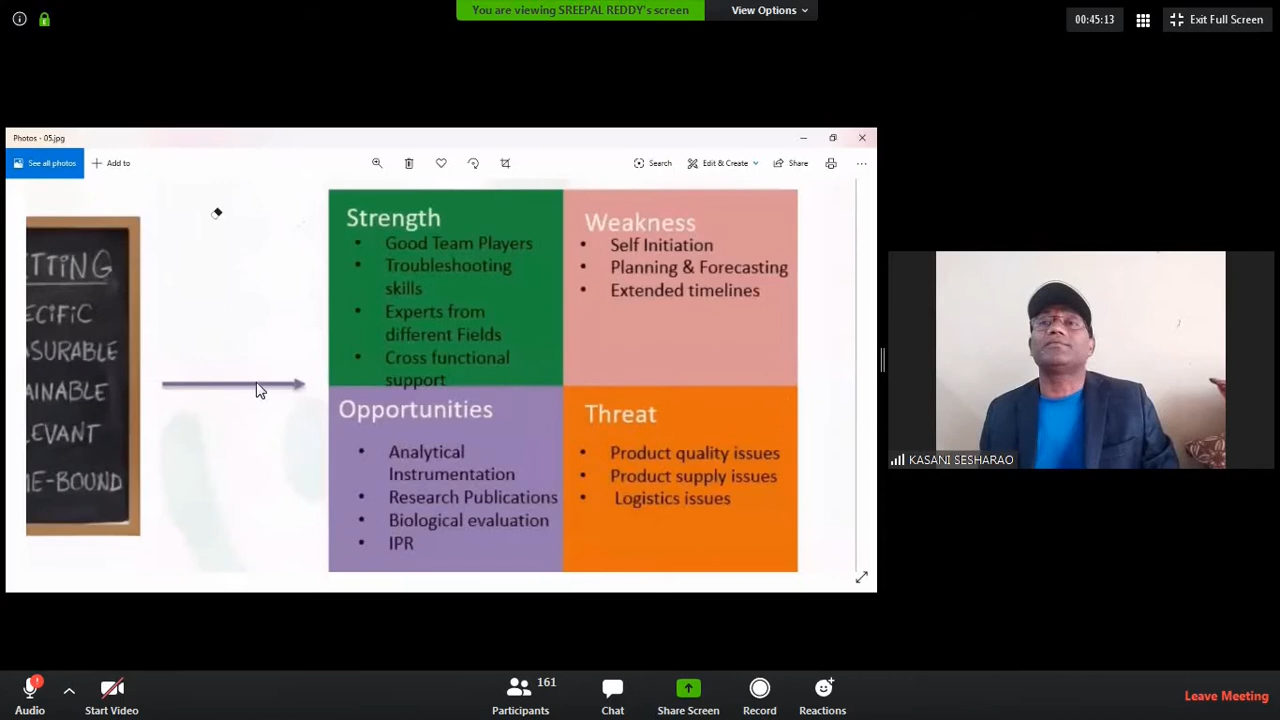 You are viewing SREEPAL REDDY's screen
View Options
00:45:13
Exit Full Screen
Photos - 05.jpg
See all photos
Add to
Search
Edit & Create
Share
TTING
ECIFIC
ASURABLE
AINABLE
LEVANT
ME-BOUND
Strength
• Good Team Players
• Troubleshooting
skills
• Experts from
different Fields
• Cross functional
support
Weakness
• Self Initiation
• Planning & Forecasting
• Extended timelines
Opportunities
• Analytical
Instrumentation
• Research Publications
• Biological evaluation
• IPR
Threat
• Product quality issues
• Product supply issues
• Logistics issues
KASANI SESHARAO
Audio
Start Video
Participants
161
Chat
Share Screen
Record
Reactions
Leave Meeting